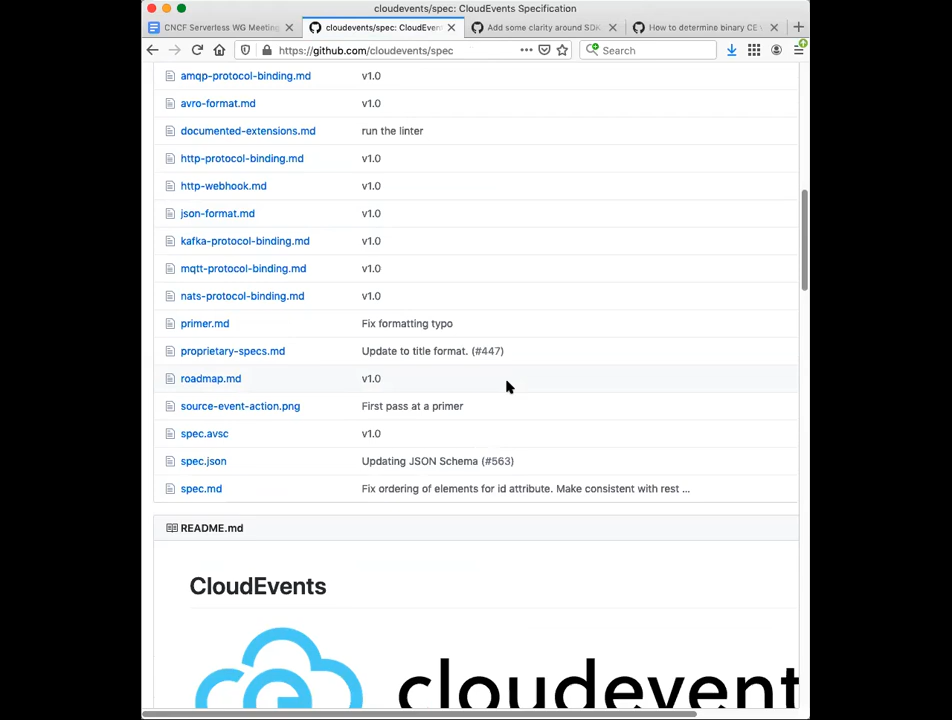 cloudevents/spec: CloudEvents Specification
CNCF Serverless WG Meeting
cloudevents/spec: CloudEven
Add some clarity around SDK
How to determine binary CE
https://github.com/cloudevents/spec
Search
amqp-protocol-binding.md v1.0
avro-format.md v1.0
documented-extensions.md run the linter
http-protocol-binding.md v1.0
http-webhook.md v1.0
json-format.md v1.0
kafka-protocol-binding.md v1.0
mqtt-protocol-binding.md v1.0
nats-protocol-binding.md v1.0
primer.md Fix formatting typo
proprietary-specs.md Update to title format. (#447)
roadmap.md v1.0
source-event-action.png First pass at a primer
spec.avsc v1.0
spec.json Updating JSON Schema (#563)
spec.md Fix ordering of elements for id attribute. Make consistent with rest ...
README.md
CloudEvents
cloudevent